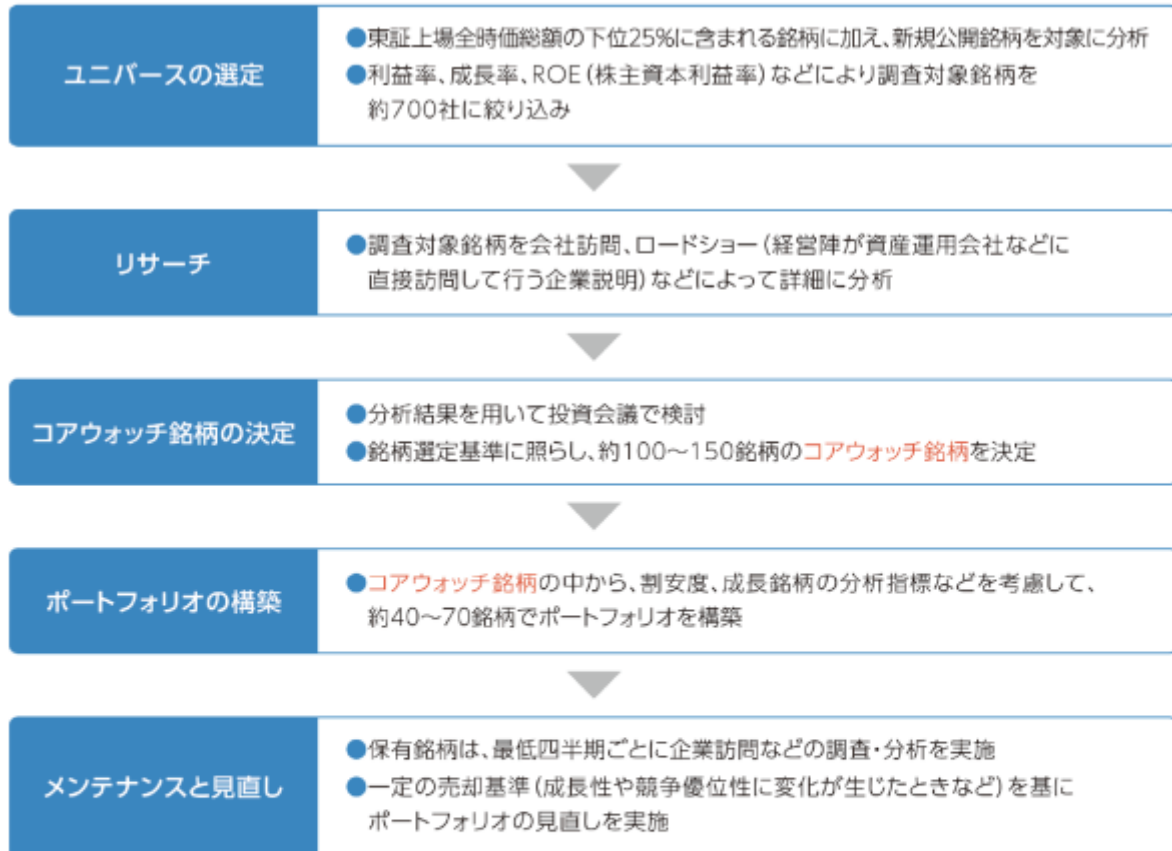 ユニバースの選定
●東証上場全時価総額の下位25%に含まれる銘柄に加え、新規公開銘柄を対象に分析
●利益率、成長率、ROE(株主資本利益率)などにより調査対象銘柄を
約700社に絞り込み
リサーチ
●調査対象銘柄を会社訪問、ロードショー(経営陣が資産運用会社などに
直接訪問して行う企業説明)などによって詳細に分析
コアウォッチ銘柄の決定
●分析結果を用いて投資会議で検討
●銘柄選定基準に照らし、約100〜150銘柄のコアウォッチ銘柄を決定
ポートフォリオの構築
●コアウォッチ銘柄の中から、割安度、成長銘柄の分析指標などを考慮して、
約40〜70銘柄でポートフォリオを構築
メンテナンスと見直し
●保有銘柄は、最低四半期ごとに企業訪問などの調査・分析を実施
●一定の売却基準(成長性や競争優位性に変化が生じたときなど)を基に
ポートフォリオの見直しを実施